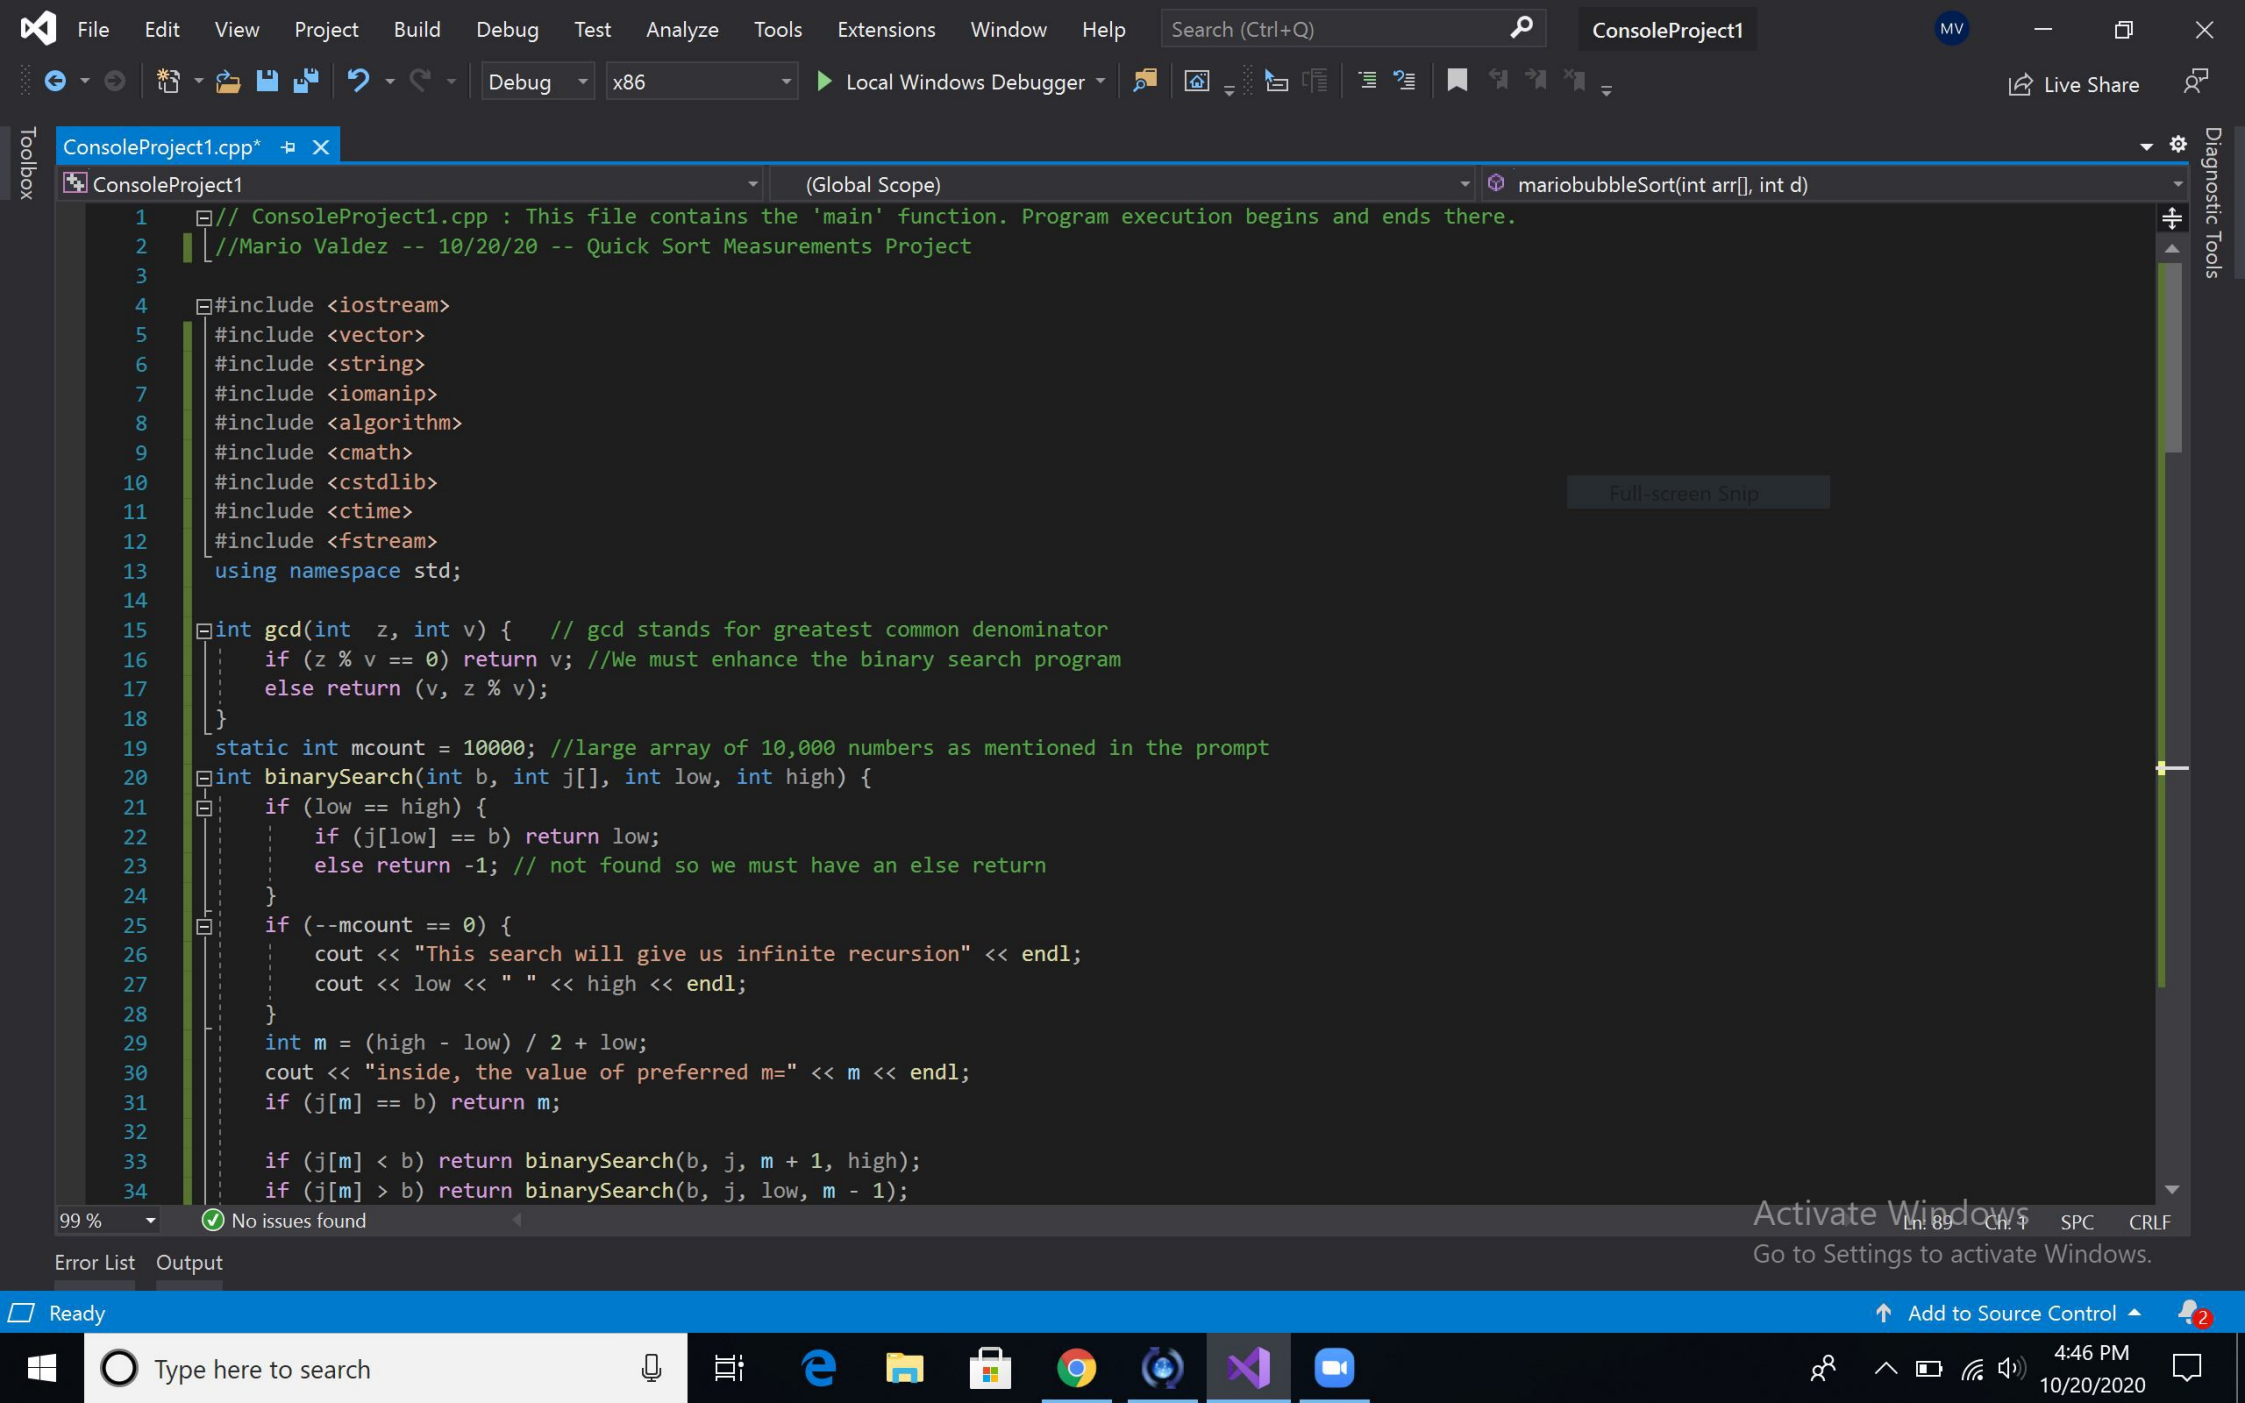 File Edit View Project Build Debug Test Analyze Tools Extensions Window Help Search (Ctrl+Q) ConsoleProject1 MV
Debug x86 Local Windows Debugger Live Share
Toolbox
ConsoleProject1.cpp*
Diagnostic Tools
ConsoleProject1 (Global Scope) mariobubbleSort(int arr[], int d)
1 // ConsoleProject1.cpp : This file contains the 'main' function. Program execution begins and ends there.
2 //Mario Valdez -- 10/20/20 -- Quick Sort Measurements Project
3
4 #include <iostream>
5 #include <vector>
6 #include <string>
7 #include <iomanip>
8 #include <algorithm>
9 #include <cmath>
10 #include <cstdlib>
Full-screen Snip
11 #include <ctime>
12 #include <fstream>
13 using namespace std;
14
15 int gcd(int  z, int v) {   // gcd stands for greatest common denominator
16     if (z % v == 0) return v; //We must enhance the binary search program
17     else return (v, z % v);
18 }
19 static int mcount = 10000; //large array of 10,000 numbers as mentioned in the prompt
20 int binarySearch(int b, int j[], int low, int high) {
21     if (low == high) {
22         if (j[low] == b) return low;
23         else return -1; // not found so we must have an else return
24     }
25     if (--mcount == 0) {
26         cout << "This search will give us infinite recursion" << endl;
27         cout << low << " " << high << endl;
28     }
29     int m = (high - low) / 2 + low;
30     cout << "inside, the value of preferred m=" << m << endl;
31     if (j[m] == b) return m;
32
33     if (j[m] < b) return binarySearch(b, j, m + 1, high);
34     if (j[m] > b) return binarySearch(b, j, low, m - 1);
99 % No issues found Ln: 89 Ch: 1 SPC CRLF
Activate Windows
Go to Settings to activate Windows.
Error List Output
Ready Add to Source Control 2
Type here to search 4:46 PM
10/20/2020